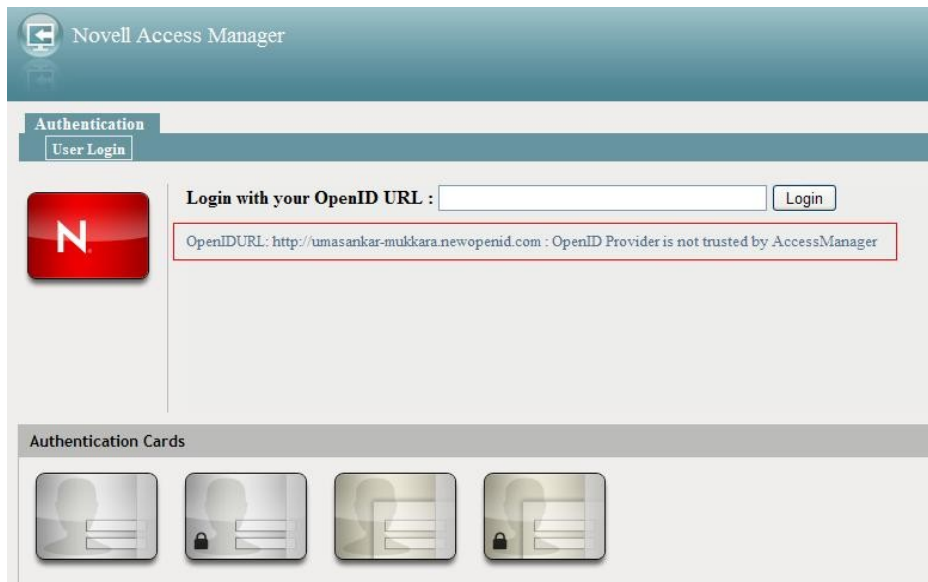 Novell Access Manager
Authentication
User Login
Login with your OpenID URL :
Login
N
OpenIDURL: http://umasankar-mukkara.newopenid.com : OpenID Provider is not trusted by AccessManager
Authentication Cards